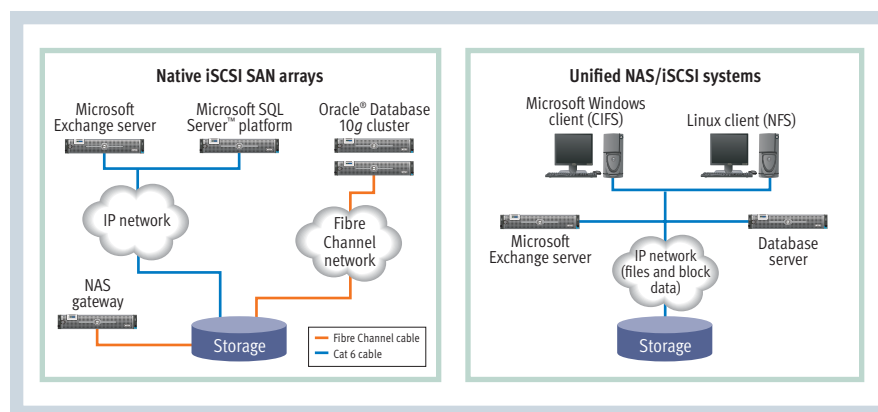 Native iSCSI SAN arrays
Microsoft
Exchange server
Microsoft SQL
Server™ platform
Oracle® Database
10g cluster
IP network
Fibre
Channel
network
NAS
gateway
Storage
Fibre Channel cable
Cat 6 cable
Unified NAS/iSCSI systems
Microsoft Windows
client (CIFS)
Linux client (NFS)
Microsoft
Exchange server
IP network
(files and block
data)
Database
server
Storage